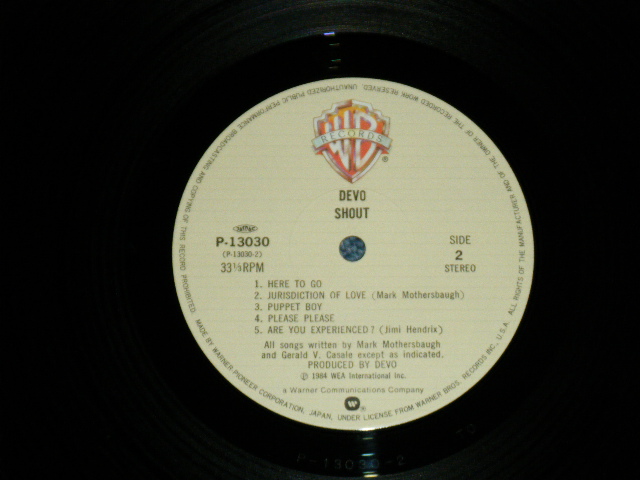 RECORDS
®
DEVO
SHOUT
P-13030
(P-13030-2)
33⅓RPM
SIDE
2
STEREO
1. HERE TO GO
2. JURISDICTION OF LOVE (Mark Mothersbaugh)
3. PUPPET BOY
4. PLEASE PLEASE
5. ARE YOU EXPERIENCED? (Jimi Hendrix)
All songs written by Mark Mothersbaugh
and Gerald V. Casale except as indicated.
PRODUCED BY DEVO
Ⓟ 1984 WEA International Inc.
a Warner Communications Company
®
ALL RIGHTS OF THE MANUFACTURER AND OF THE OWNER OF THE RECORDED WORK RESERVED. UNAUTHORIZED PUBLIC PERFORMANCE BROADCASTING AND COPYING OF THIS RECORD PROHIBITED.
MADE BY WARNER-PIONEER CORPORATION, JAPAN, UNDER LICENSE FROM WARNER BROS. RECORDS INC., U.S.A.
P-13030-2